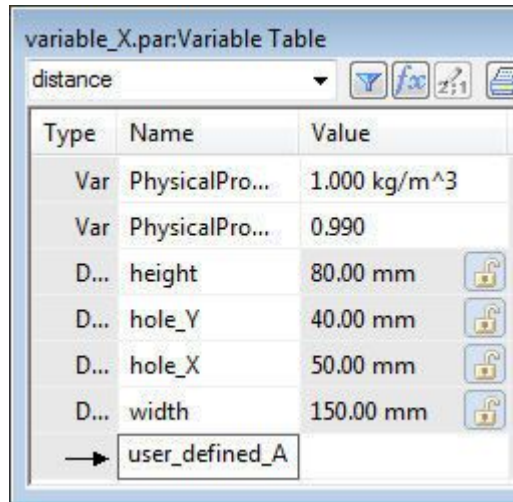 variable_X.par:Variable Table
distance
Type Name Value
Var PhysicalPro... 1.000 kg/m^3
Var PhysicalPro... 0.990
D... height 80.00 mm
D... hole_Y 40.00 mm
D... hole_X 50.00 mm
D... width 150.00 mm
user_defined_A